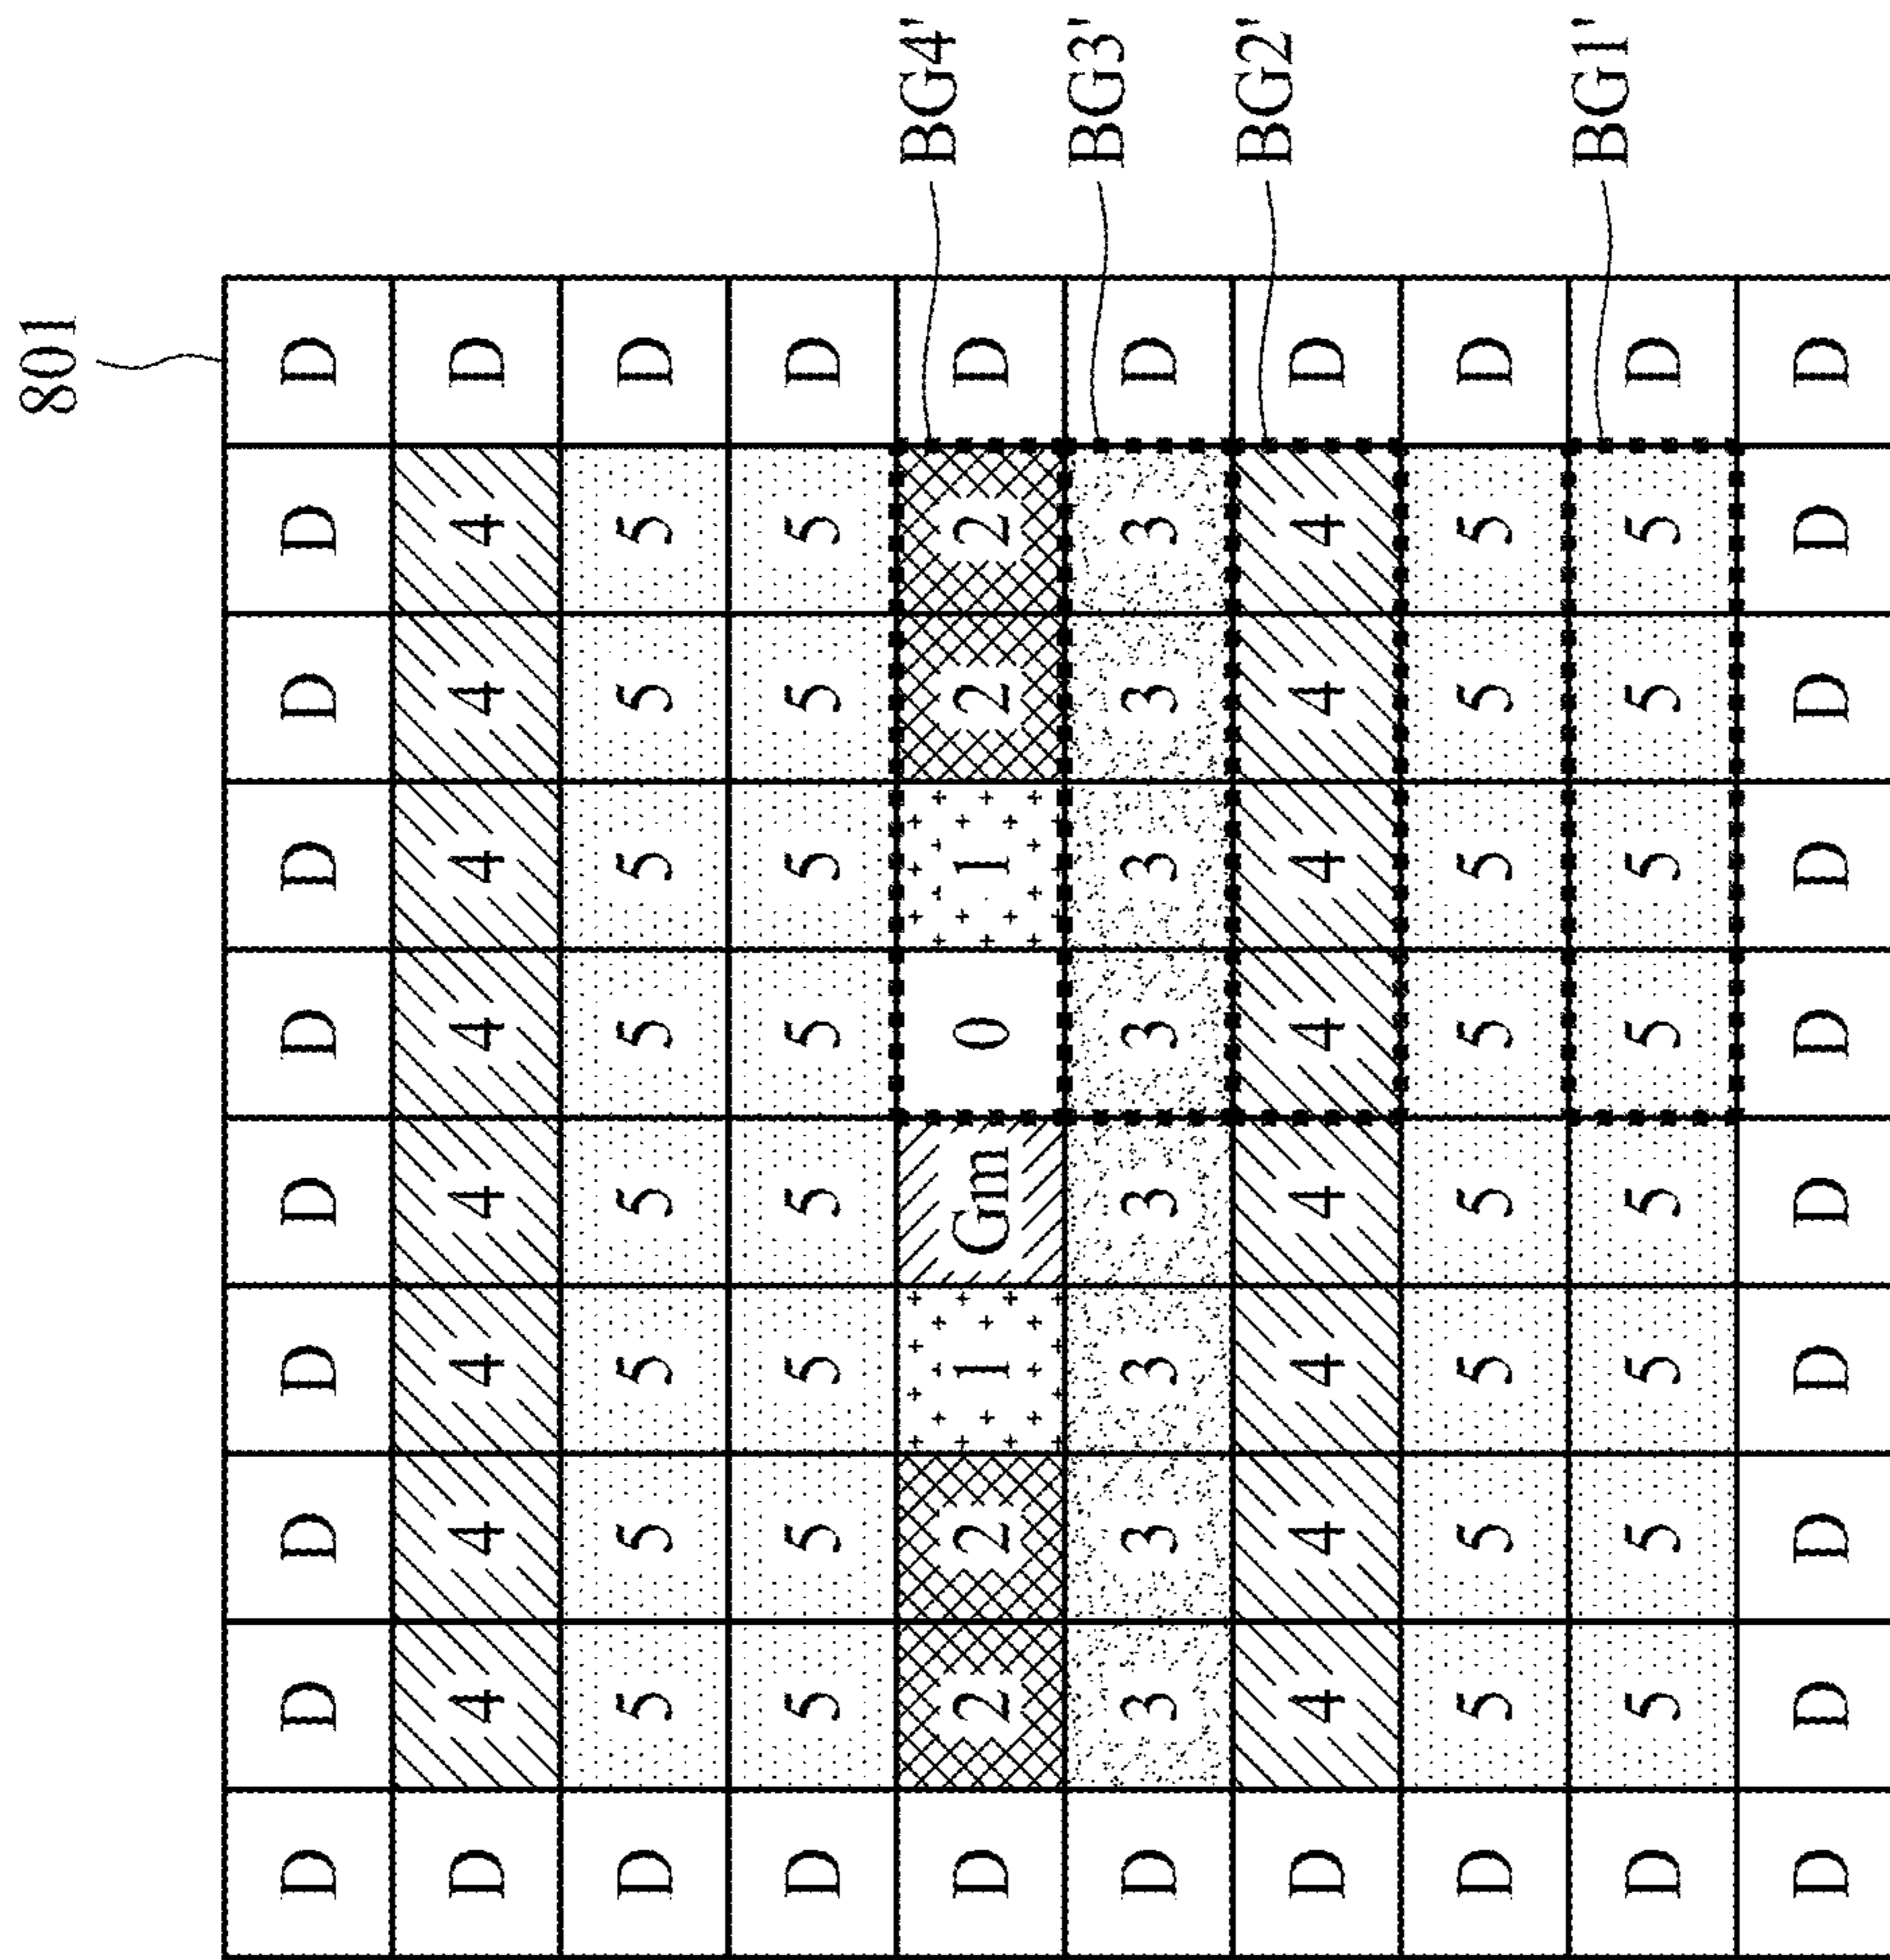 801
D D D D D D D D D D
D 4 4 4 4 4 4 4 4 D
D 5 5 5 5 5 5 5 5 D
D 5 5 5 5 5 5 5 5 D
D 2 2 1 Gm 0 1 2 2 D BG4'
D 3 3 3 3 3 3 3 3 D BG3'
D 4 4 4 4 4 4 4 4 D BG2'
D 5 5 5 5 5 5 5 5 D
D 5 5 5 5 5 5 5 5 D BG1'
D D D D D D D D D D